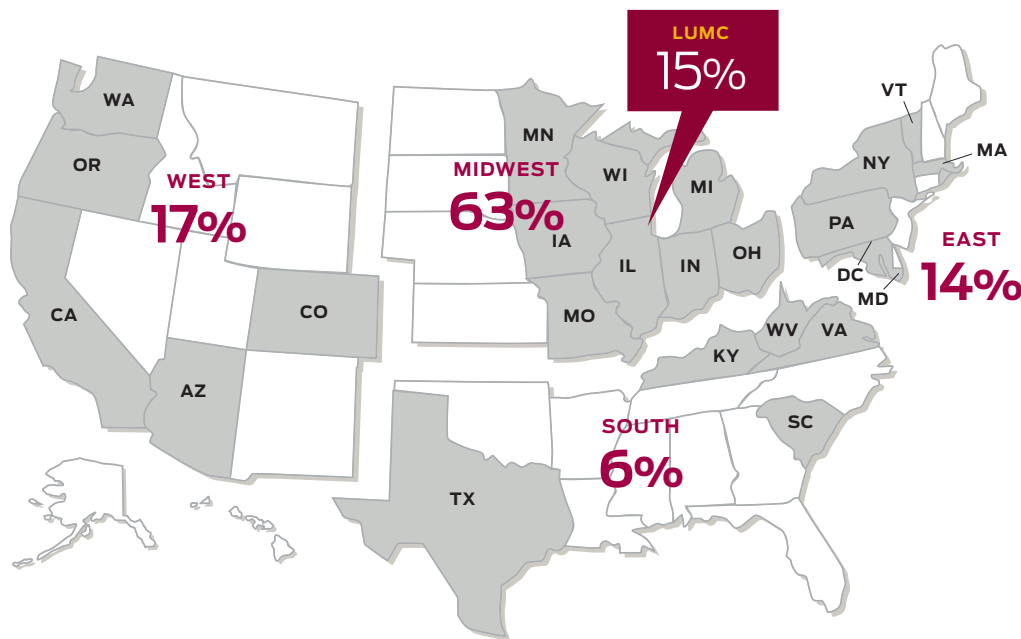 LUMC
15%
WA
OR
WEST
17%
CA
CO
AZ
MN
MIDWEST
63%
WI
MI
IA
IL
IN
OH
MO
VT
NY
MA
PA
DC
MD
EAST
14%
WV
VA
KY
SOUTH
6%
SC
TX